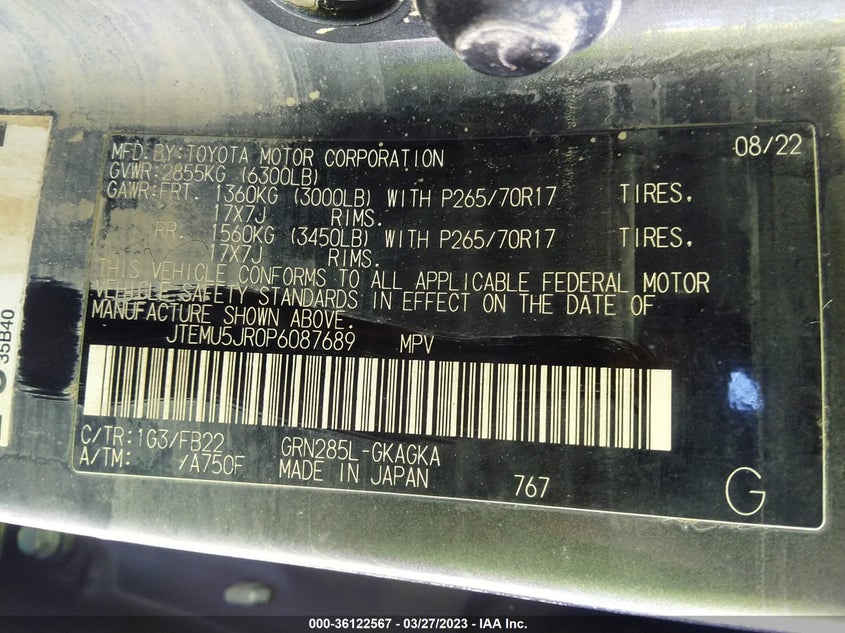 MFD. BY: TOYOTA MOTOR CORPORATION 08/22
GVWR: 2855KG (6300LB)
GAWR: FRT. 1360KG (3000LB) WITH P265/70R17 TIRES,
17X7J RIMS.
RR. 1560KG (3450LB) WITH P265/70R17 TIRES,
17X7J RIMS.
THIS VEHICLE CONFORMS TO ALL APPLICABLE FEDERAL MOTOR
VEHICLE SAFETY STANDARDS IN EFFECT ON THE DATE OF
MANUFACTURE SHOWN ABOVE.
JTEMU5JR0P6087689 MPV
C/TR: 1G3/FB22 GRN285L-GKAGKA
A/TM: /A750F MADE IN JAPAN 767 G
35B40
000-36122567 - 03/27/2023 - IAA Inc.